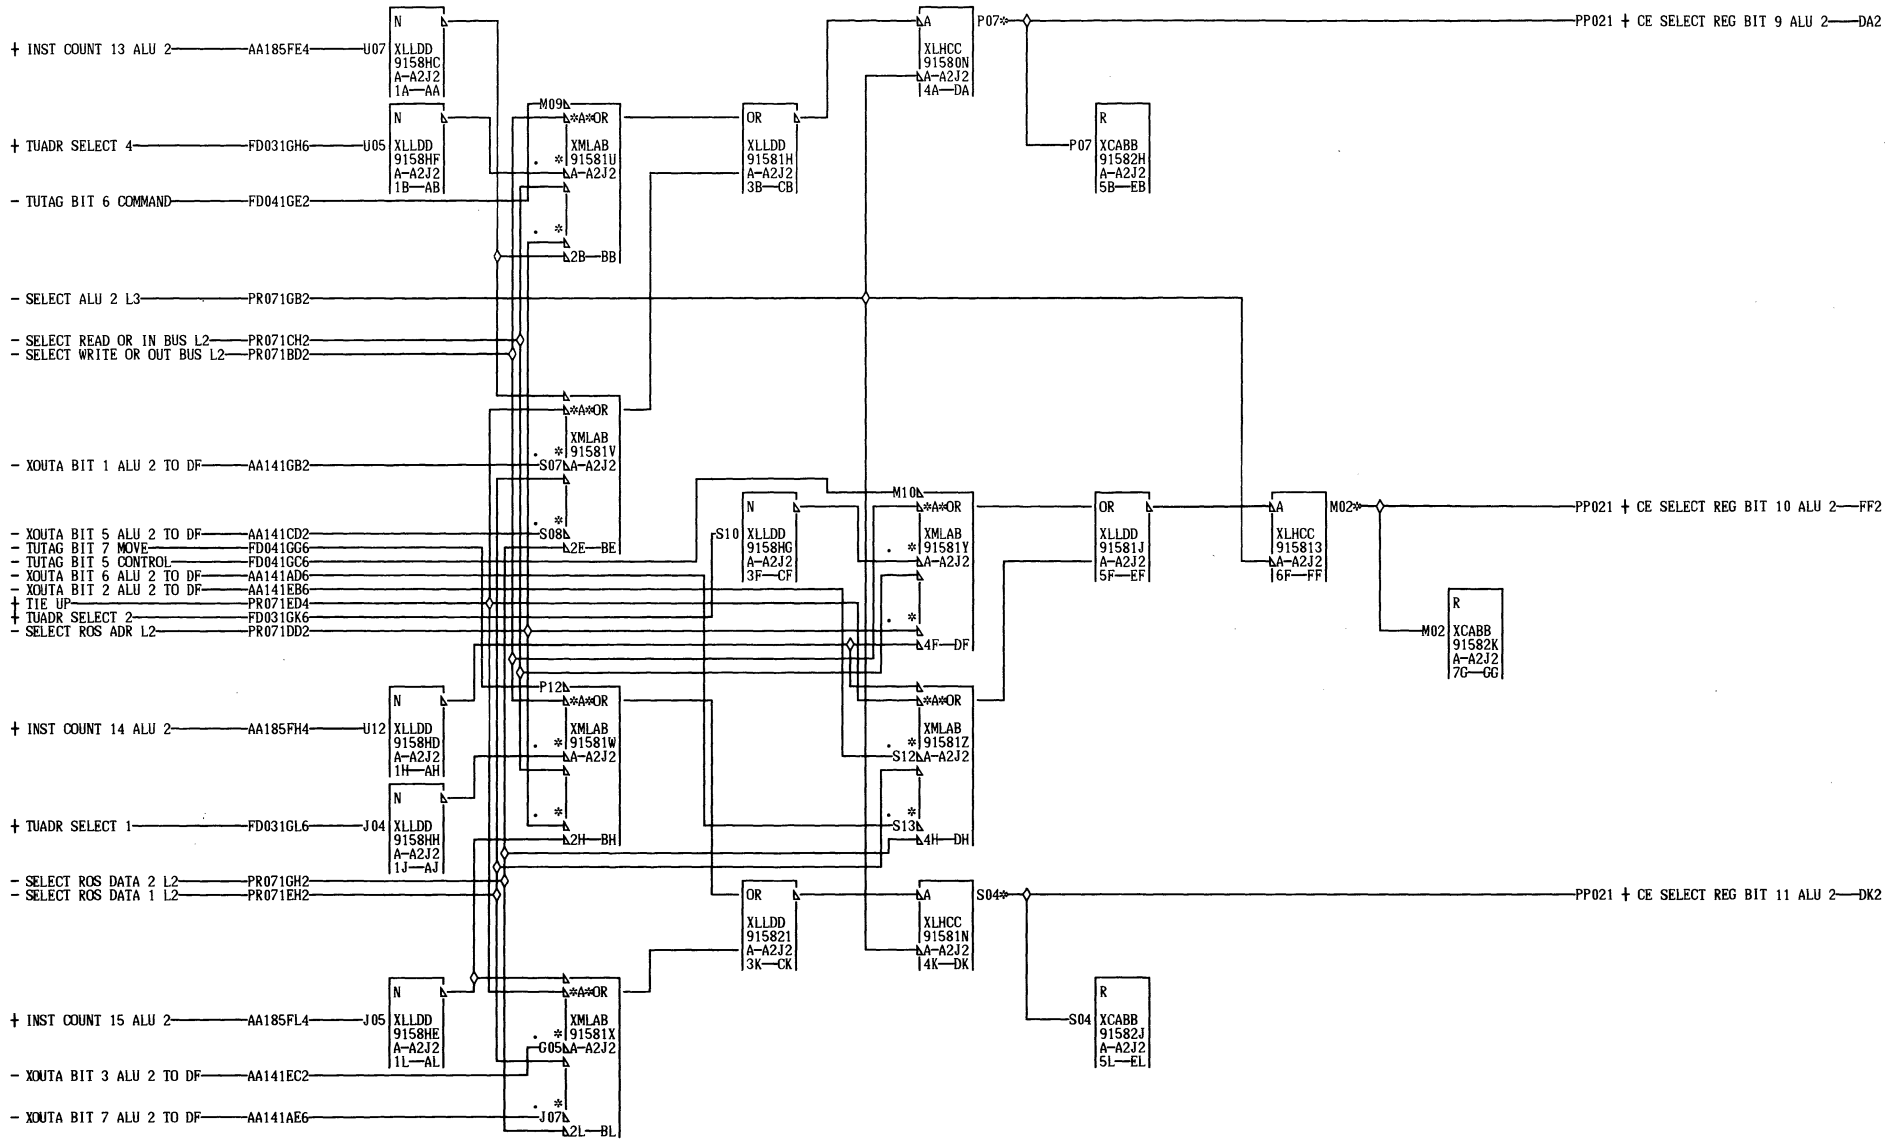 + INST COUNT 13 ALU 2 AA185FE4 U07
+ TUADR SELECT 4 FD031GH6 U05
- TUTAG BIT 6 COMMAND FD041GE2
- SELECT ALU 2 L3 PR071GB2
- SELECT READ OR IN BUS L2 PR071CH2
- SELECT WRITE OR OUT BUS L2 PR071BD2
- XOUTA BIT 1 ALU 2 TO DF AA141GB2
- XOUTA BIT 5 ALU 2 TO DF AA141CD2
- TUTAG BIT 7 MOVE FD041GG6
- TUTAG BIT 5 CONTROL FD041GC6
- XOUTA BIT 6 ALU 2 TO DF AA141AD6
- XOUTA BIT 2 ALU 2 TO DF AA141EB6
+ TIE UP PR071ED4
+ TUADR SELECT 2 FD031GK6
- SELECT ROS ADR L2 PR071DD2
+ INST COUNT 14 ALU 2 AA185FH4 U12
+ TUADR SELECT 1 FD031GL6 J04
- SELECT ROS DATA 2 L2 PR071GH2
- SELECT ROS DATA 1 L2 PR071EH2
+ INST COUNT 15 ALU 2 AA185FL4 J05
- XOUTA BIT 3 ALU 2 TO DF AA141EC2
- XOUTA BIT 7 ALU 2 TO DF AA141AE6
N
XLLDD
9158HC
A-A2J2
1A-AA
N
XLLDD
9158HF
A-A2J2
1B-AB
N
XLLDD
9158HD
A-A2J2
1H-AH
N
XLLDD
9158HH
A-A2J2
1J-AJ
N
XLLDD
9158HE
A-A2J2
1L-AL
M09
*A*OR
XMLAB
. *
91581U
A-A2J2
. *
2B-BB
*A*OR
XMLAB
. *
91581V
S07 A-A2J2
. *
S08
2E-BE
P12
*A*OR
XMLAB
. *
91581W
A-A2J2
. *
2H-BH
*A*OR
XMLAB
. *
91581X
G05 A-A2J2
. *
J07
2L-BL
OR
XLLDD
91581H
A-A2J2
3B-CB
N
S10 XLLDD
9158HG
A-A2J2
3F-CF
OR
XLLDD
915821
A-A2J2
3K-CK
A P07*
XLHCC
91580N
A-A2J2
4A-DA
M10
*A*OR
XMLAB
. *
91581Y
A-A2J2
. *
4F-DF
*A*OR
XMLAB
. *
91581Z
S12 A-A2J2
. *
S13
4H-DH
A S04*
XLHCC
91581N
A-A2J2
4K-DK
R
P07 XCABB
91582H
A-A2J2
5B-EB
OR
XLLDD
91581J
A-A2J2
5F-EF
R
S04 XCABB
91582J
A-A2J2
5L-EL
A M02*
XLHCC
915813
A-A2J2
6F-FF
R
M02 XCABB
91582K
A-A2J2
7G-GG
PP021 + CE SELECT REG BIT 9 ALU 2 DA2
PP021 + CE SELECT REG BIT 10 ALU 2 FF2
PP021 + CE SELECT REG BIT 11 ALU 2 DK2